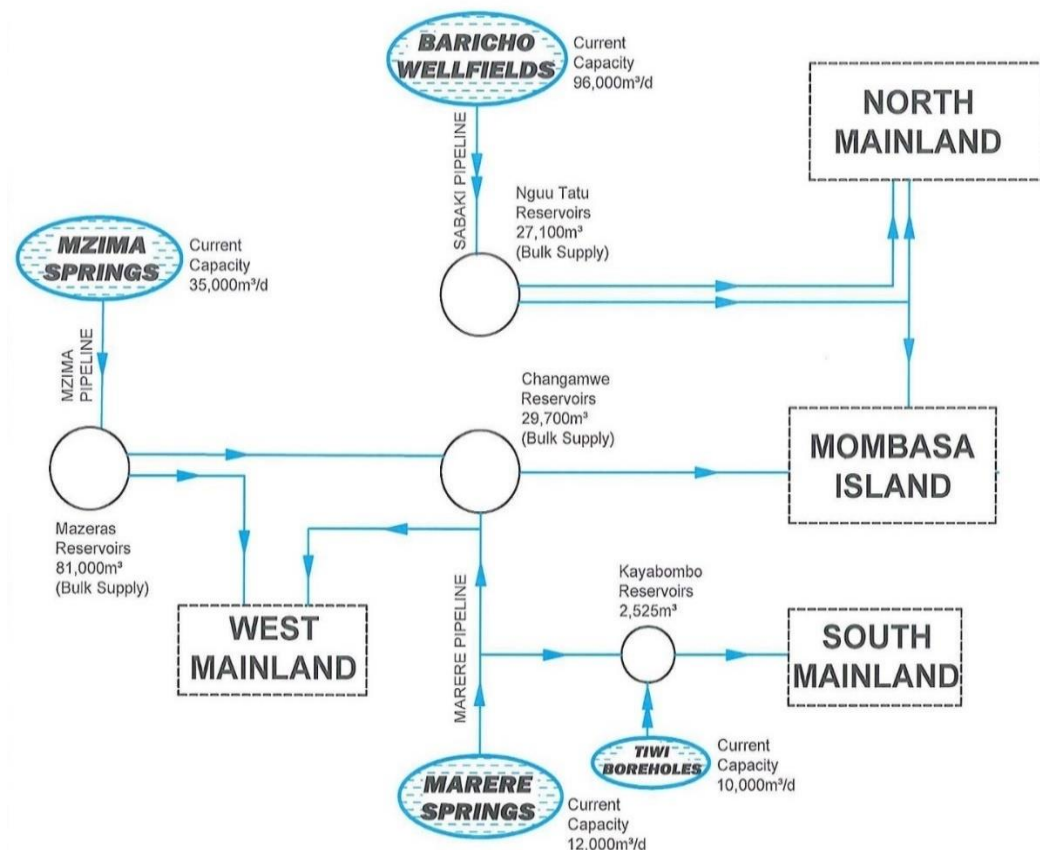 BARICHO
WELLFIELDS
Current
Capacity
96,000m³/d
SABAKI PIPELINE
NORTH
MAINLAND
Nguu Tatu
Reservoirs
27,100m³
(Bulk Supply)
MZIMA
SPRINGS
Current
Capacity
35,000m³/d
MZIMA
PIPELINE
Changamwe
Reservoirs
29,700m³
(Bulk Supply)
MOMBASA
ISLAND
Mazeras
Reservoirs
81,000m³
(Bulk Supply)
WEST
MAINLAND
MARERE PIPELINE
Kayabombo
Reservoirs
2,525m³
SOUTH
MAINLAND
TIWI
BOREHOLES
Current
Capacity
10,000m³/d
MARERE
SPRINGS
Current
Capacity
12,000m³/d